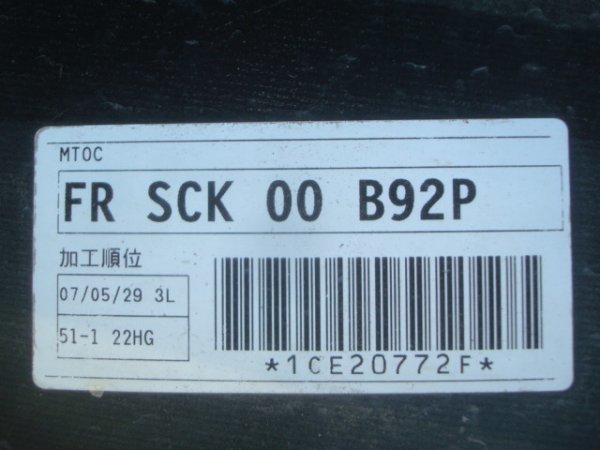 MTOC
FR SCK 00 B92P
加工順位
07/05/29 3L
51-1 22HG
*1CE20772F*